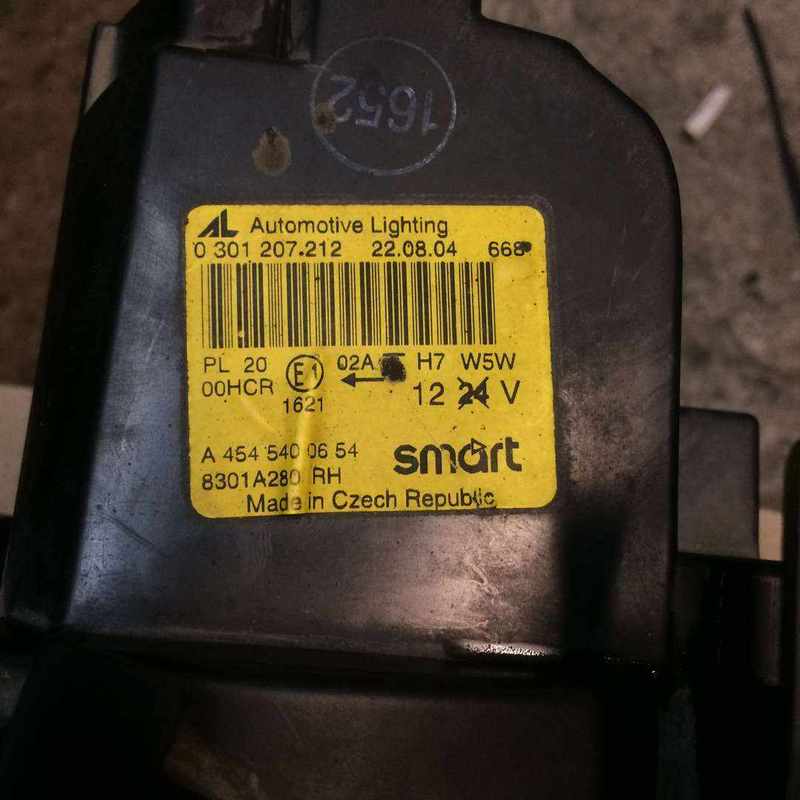 1652
AL Automotive Lighting
0 301 207.212 22.08.04 668
PL 20 E1 02A H7 W5W
00HCR 1621 12 24 V
A 454 540 06 54 smart
8301A280 RH
Made in Czech Republic